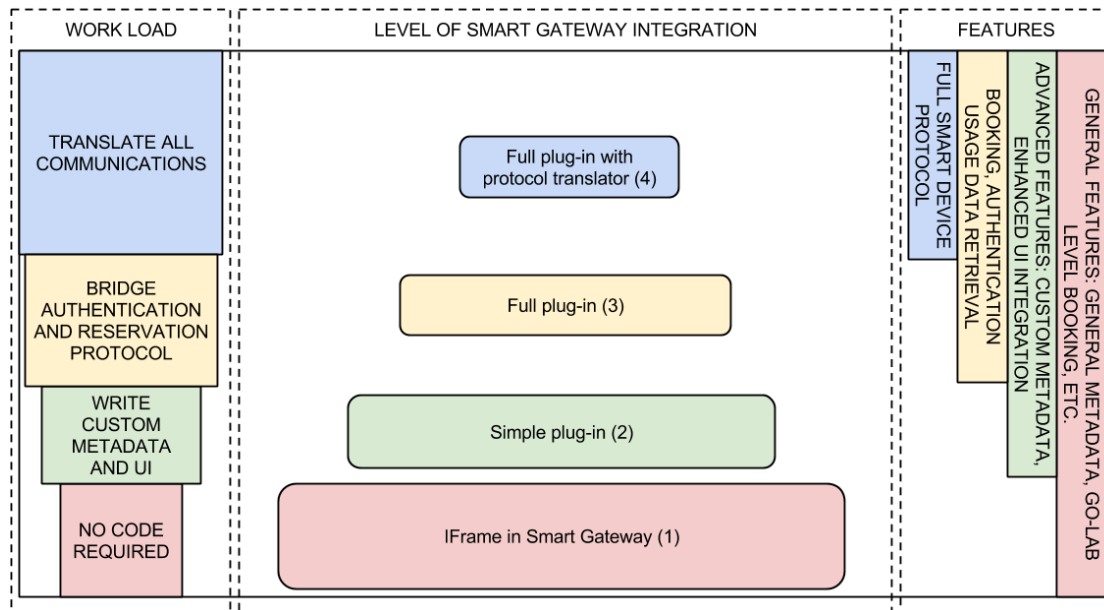 WORK LOAD
LEVEL OF SMART GATEWAY INTEGRATION
FEATURES
TRANSLATE ALL
COMMUNICATIONS
BRIDGE
AUTHENTICATION
AND RESERVATION
PROTOCOL
WRITE
CUSTOM
METADATA
AND UI
NO CODE
REQUIRED
Full plug-in with
protocol translator (4)
Full plug-in (3)
Simple plug-in (2)
IFrame in Smart Gateway (1)
FULL SMART DEVICE
PROTOCOL
BOOKING, AUTHENTICATION
USAGE DATA RETRIEVAL
ADVANCED FEATURES: CUSTOM METADATA,
ENHANCED UI INTEGRATION
GENERAL FEATURES: GENERAL METADATA, GO-LAB
LEVEL BOOKING, ETC.